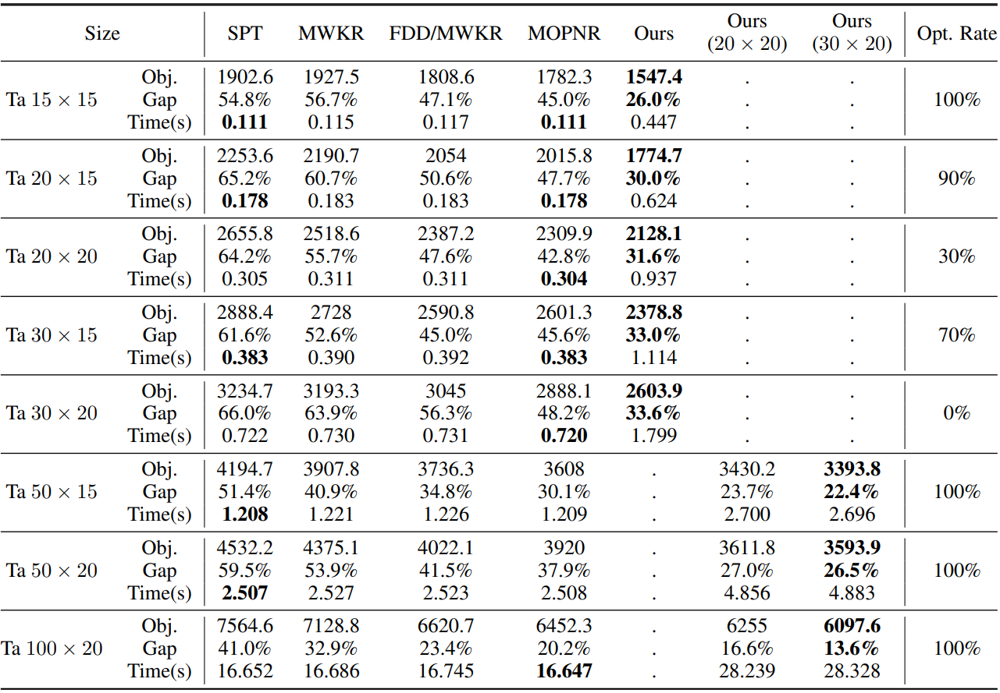 Size SPT MWKR FDD/MWKR MOPNR Ours Ours (20 × 20) Ours (30 × 20) Opt. Rate
Obj. 1902.6 1927.5 1808.6 1782.3 1547.4 . .
Ta 15 × 15 Gap 54.8% 56.7% 47.1% 45.0% 26.0% . . 100%
Time(s) 0.111 0.115 0.117 0.111 0.447 . .
Obj. 2253.6 2190.7 2054 2015.8 1774.7 . .
Ta 20 × 15 Gap 65.2% 60.7% 50.6% 47.7% 30.0% . . 90%
Time(s) 0.178 0.183 0.183 0.178 0.624 . .
Obj. 2655.8 2518.6 2387.2 2309.9 2128.1 . .
Ta 20 × 20 Gap 64.2% 55.7% 47.6% 42.8% 31.6% . . 30%
Time(s) 0.305 0.311 0.311 0.304 0.937 . .
Obj. 2888.4 2728 2590.8 2601.3 2378.8 . .
Ta 30 × 15 Gap 61.6% 52.6% 45.0% 45.6% 33.0% . . 70%
Time(s) 0.383 0.390 0.392 0.383 1.114 . .
Obj. 3234.7 3193.3 3045 2888.1 2603.9 . .
Ta 30 × 20 Gap 66.0% 63.9% 56.3% 48.2% 33.6% . . 0%
Time(s) 0.722 0.730 0.731 0.720 1.799 . .
Obj. 4194.7 3907.8 3736.3 3608 . 3430.2 3393.8
Ta 50 × 15 Gap 51.4% 40.9% 34.8% 30.1% . 23.7% 22.4% 100%
Time(s) 1.208 1.221 1.226 1.209 . 2.700 2.696
Obj. 4532.2 4375.1 4022.1 3920 . 3611.8 3593.9
Ta 50 × 20 Gap 59.5% 53.9% 41.5% 37.9% . 27.0% 26.5% 100%
Time(s) 2.507 2.527 2.523 2.508 . 4.856 4.883
Obj. 7564.6 7128.8 6620.7 6452.3 . 6255 6097.6
Ta 100 × 20 Gap 41.0% 32.9% 23.4% 20.2% . 16.6% 13.6% 100%
Time(s) 16.652 16.686 16.745 16.647 . 28.239 28.328